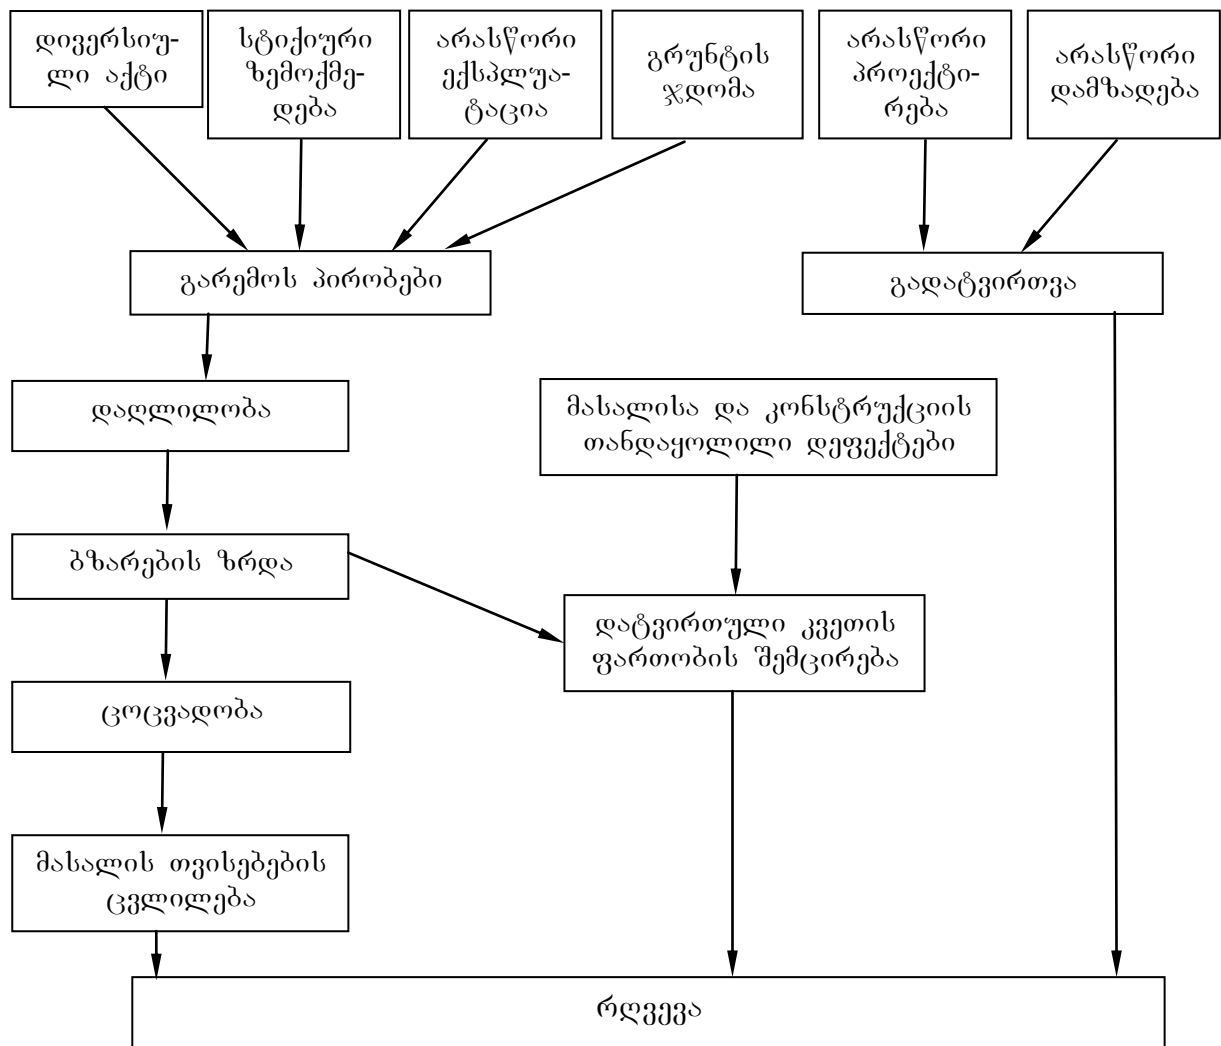 დივერსიუ-
ლი აქტი
სტიქიური
ზემოქმე-
დება
არასწორი
ექსპლუა-
ტაცია
გრუნტის
ჯდომა
არასწორი
პროექტი-
რება
არასწორი
დამზადება
გარემოს პირობები
გადატვირთვა
დაღლილობა
მასალისა და კონსტრუქციის
თანდაყოლილი დეფექტები
ბზარების ზრდა
დატვირთული კვეთის
ფართობის შემცირება
ცოცვადობა
მასალის თვისებების
ცვლილება
რღვევა